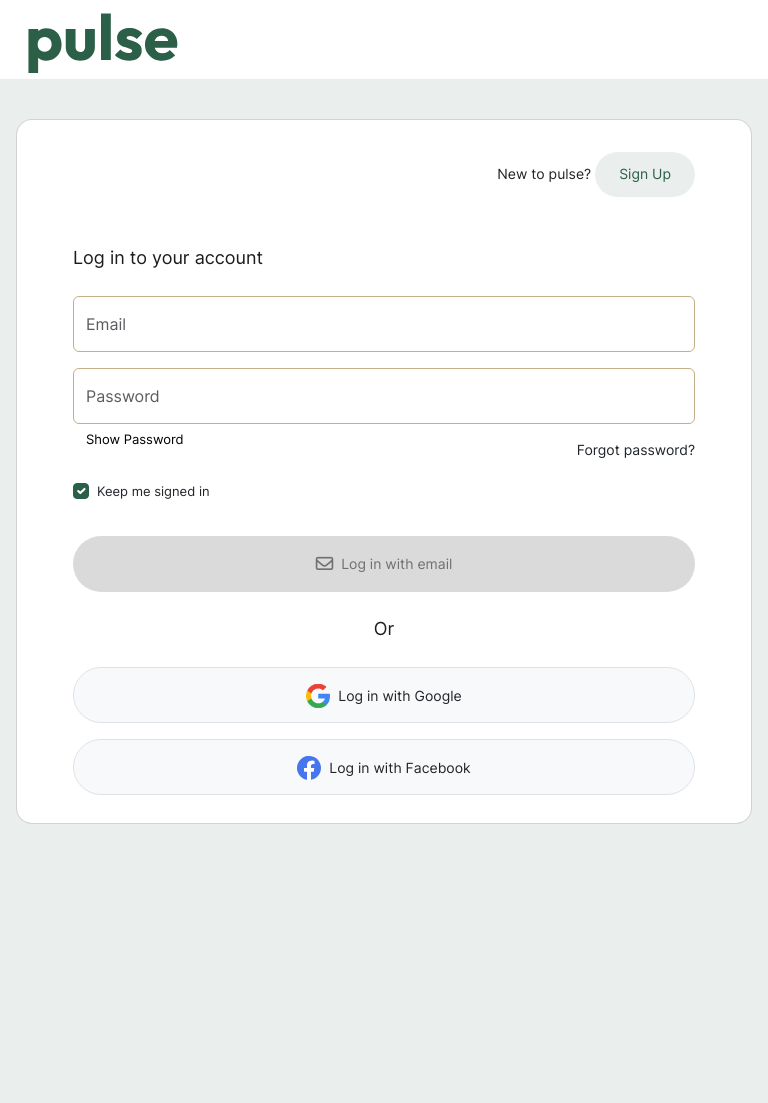 pulse
New to pulse? Sign Up
Log in to your account
Email
Password
Show Password
Forgot password?
Keep me signed in
Log in with email
Or
Log in with Google
Log in with Facebook